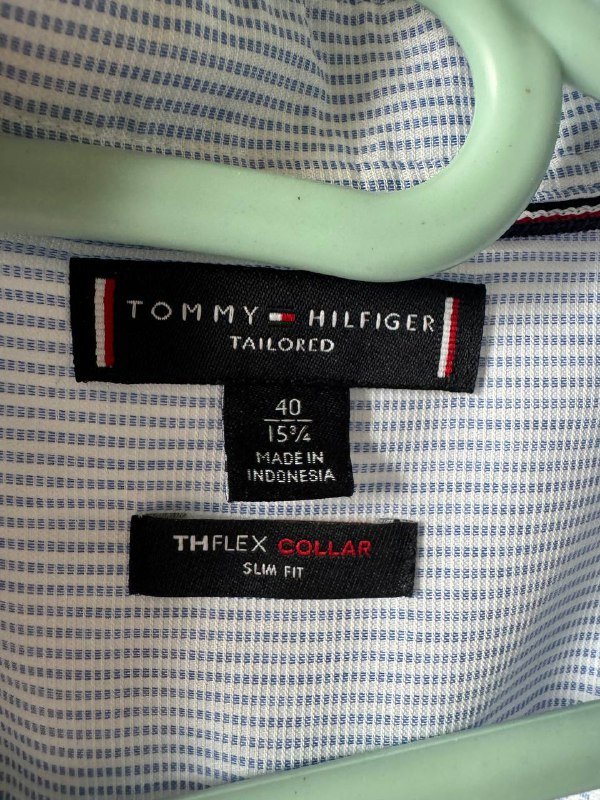 TOMMY HILFIGER
TAILORED
40
15¾
MADE IN
INDONESIA
THFLEX COLLAR
SLIM FIT